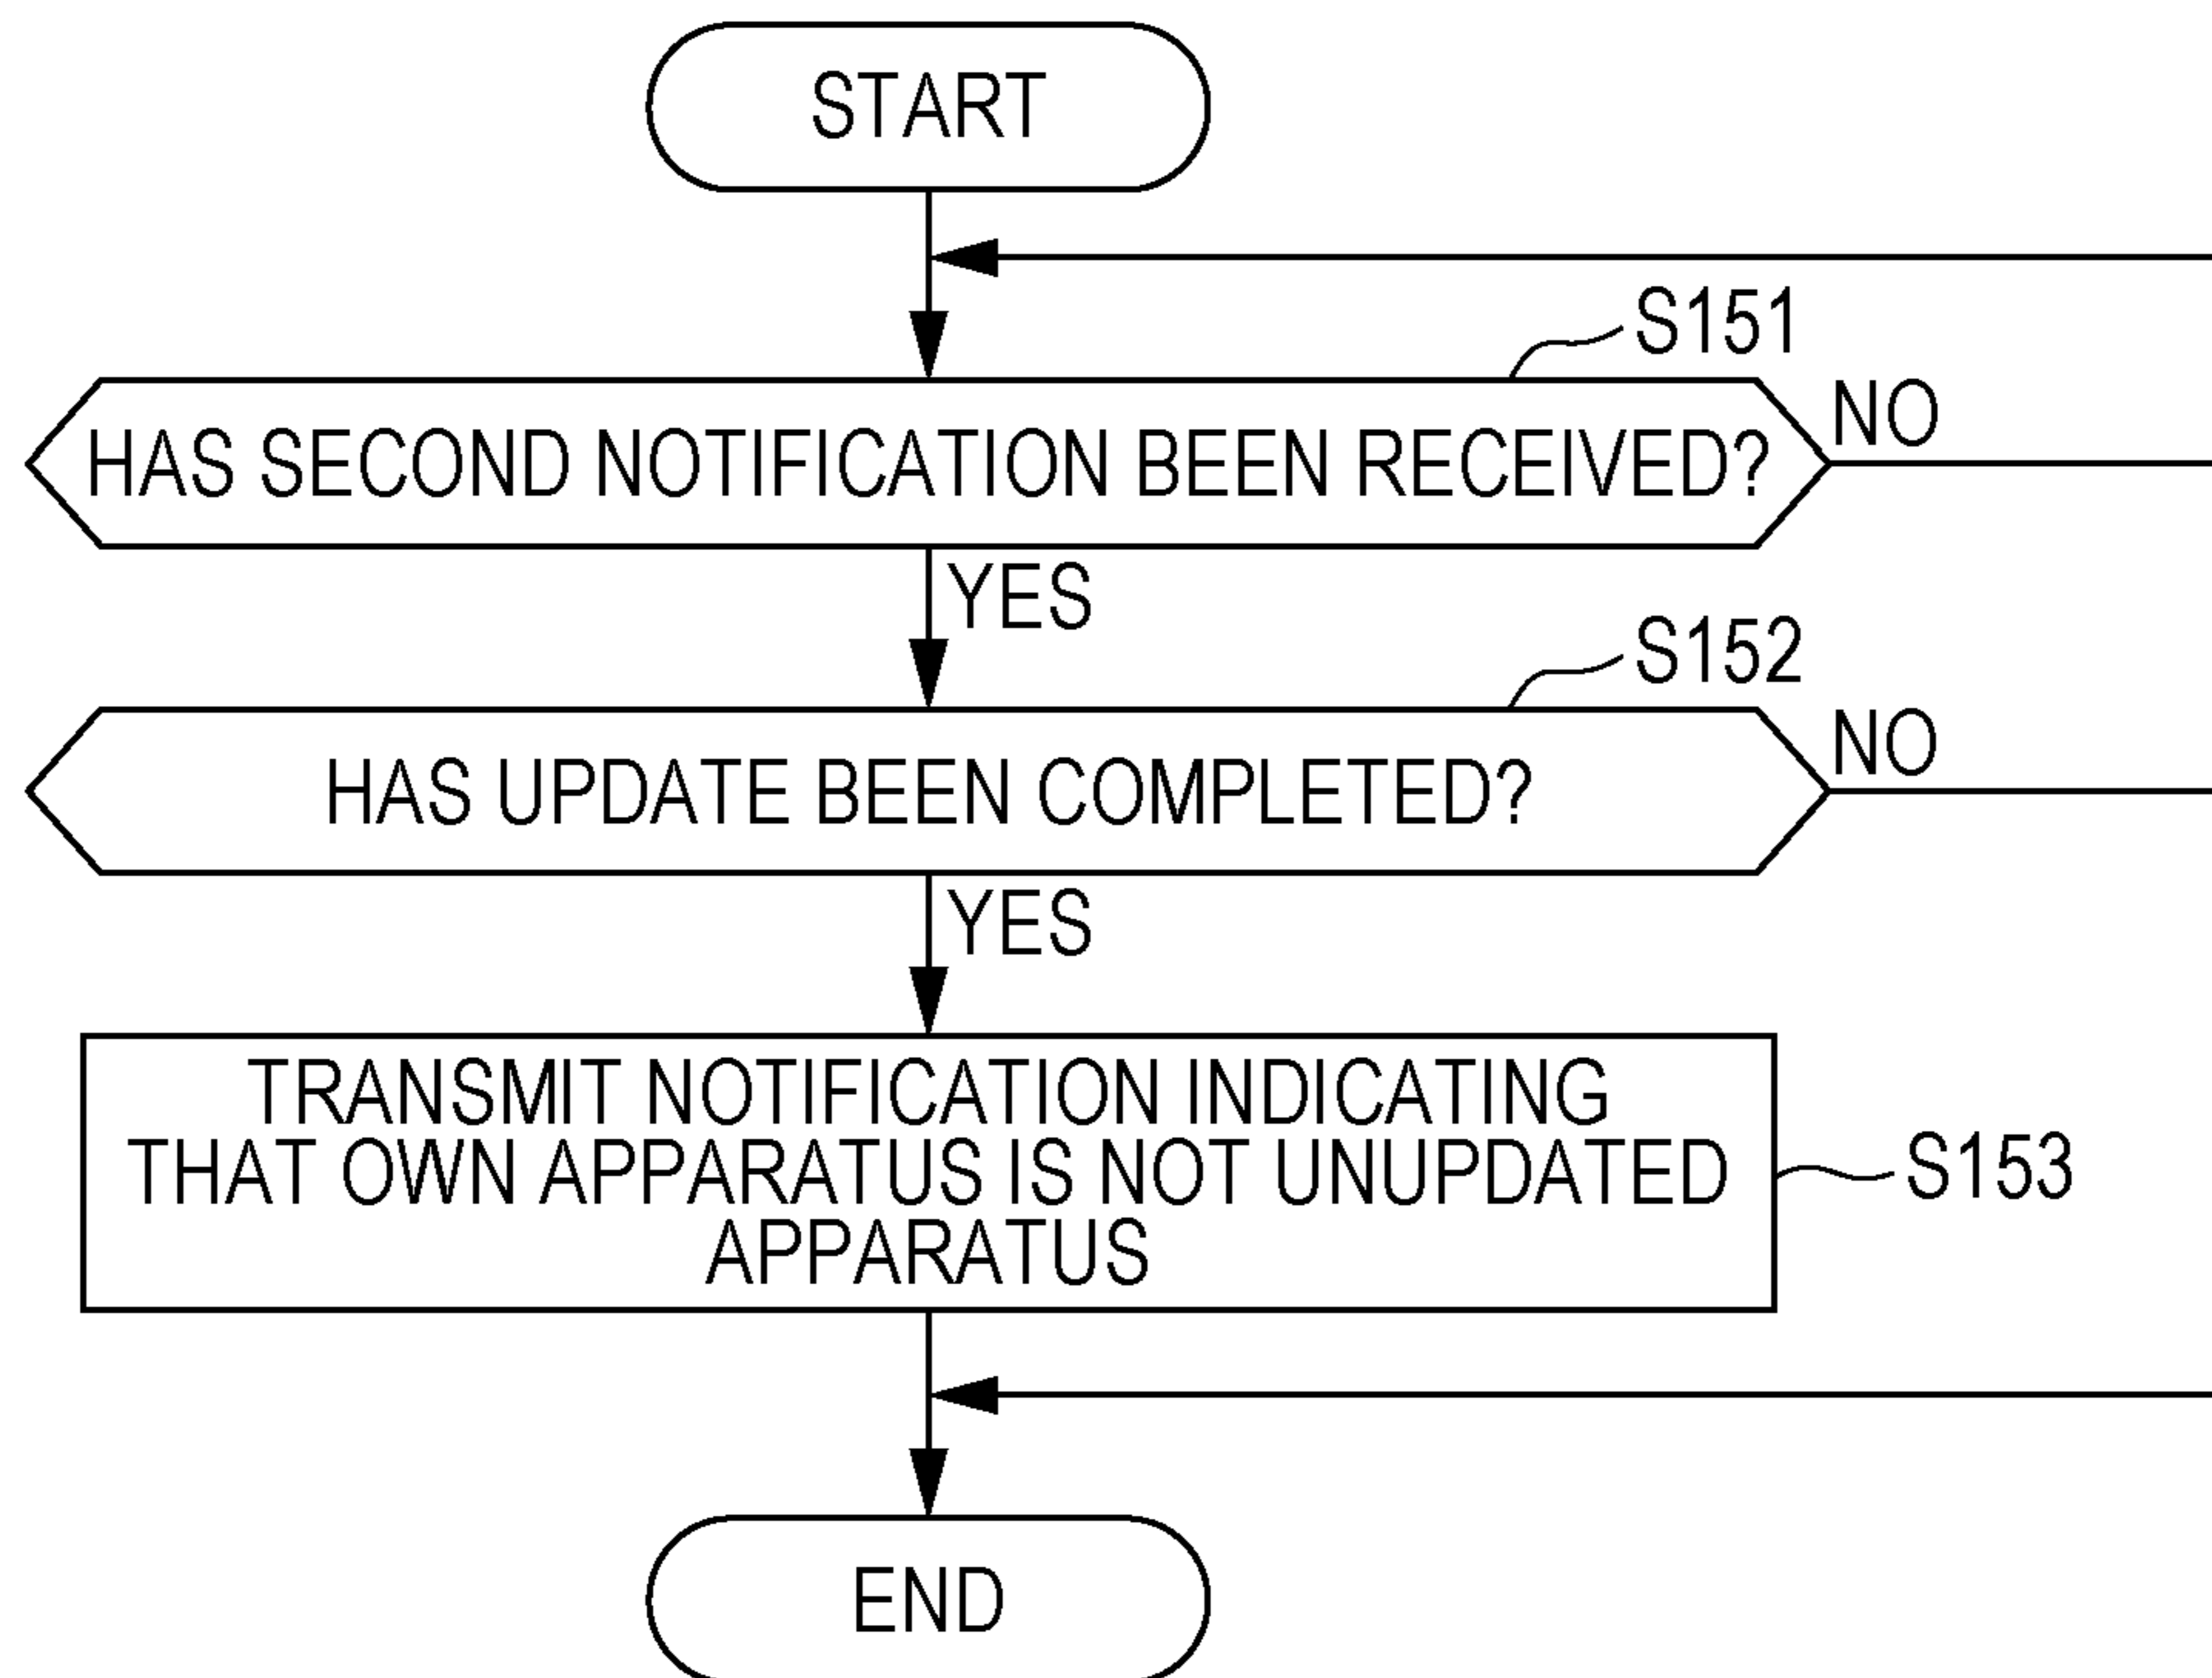 START
S151
HAS SECOND NOTIFICATION BEEN RECEIVED?
NO
YES
S152
HAS UPDATE BEEN COMPLETED?
NO
YES
TRANSMIT NOTIFICATION INDICATING
THAT OWN APPARATUS IS NOT UNUPDATED
APPARATUS
S153
END